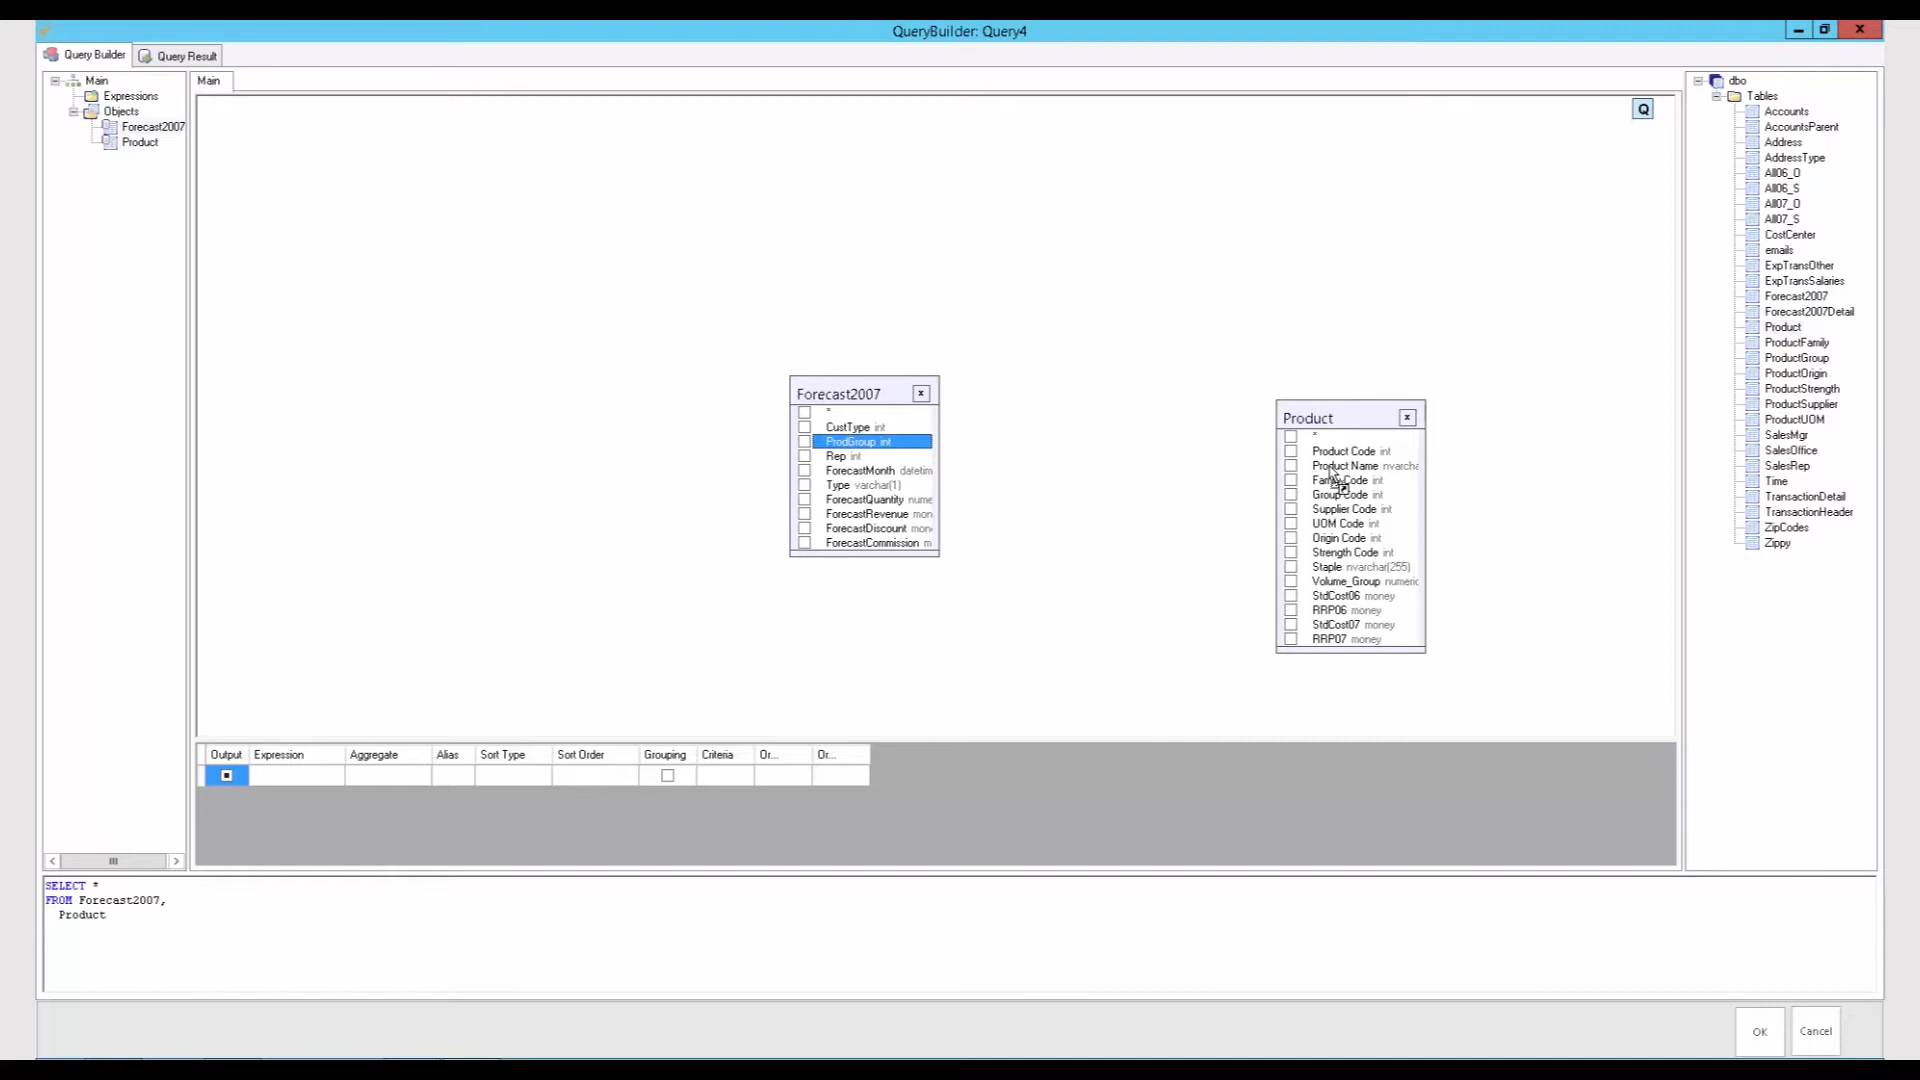 QueryBuilder: Query4
Query Builder
Query Result
Main
Expressions
Objects
Forecast2007
Product
Main
Q
Forecast2007
*
CustType int
ProdGroup int
Rep int
ForecastMonth datetim
Type varchar(1)
ForecastQuantity nume
ForecastRevenue mon
ForecastDiscount mon
ForecastCommission m
Product
*
Product Code int
Product Name nvarcha
Family Code int
Group Code int
Supplier Code int
UOM Code int
Origin Code int
Strength Code int
Staple nvarchar(255)
Volume_Group numeric
StdCost06 money
RRP06 money
StdCost07 money
RRP07 money
dbo
Tables
Accounts
AccountsParent
Address
AddressType
All06_O
All06_S
All07_O
All07_S
CostCenter
emails
ExpTransOther
ExpTransSalaries
Forecast2007
Forecast2007Detail
Product
ProductFamily
ProductGroup
ProductOrigin
ProductStrength
ProductSupplier
ProductUOM
SalesMgr
SalesOffice
SalesRep
Time
TransactionDetail
TransactionHeader
ZipCodes
Zippy
Output Expression Aggregate Alias Sort Type Sort Order Grouping Criteria Or... Or...
SELECT *
FROM Forecast2007,
Product
OK
Cancel